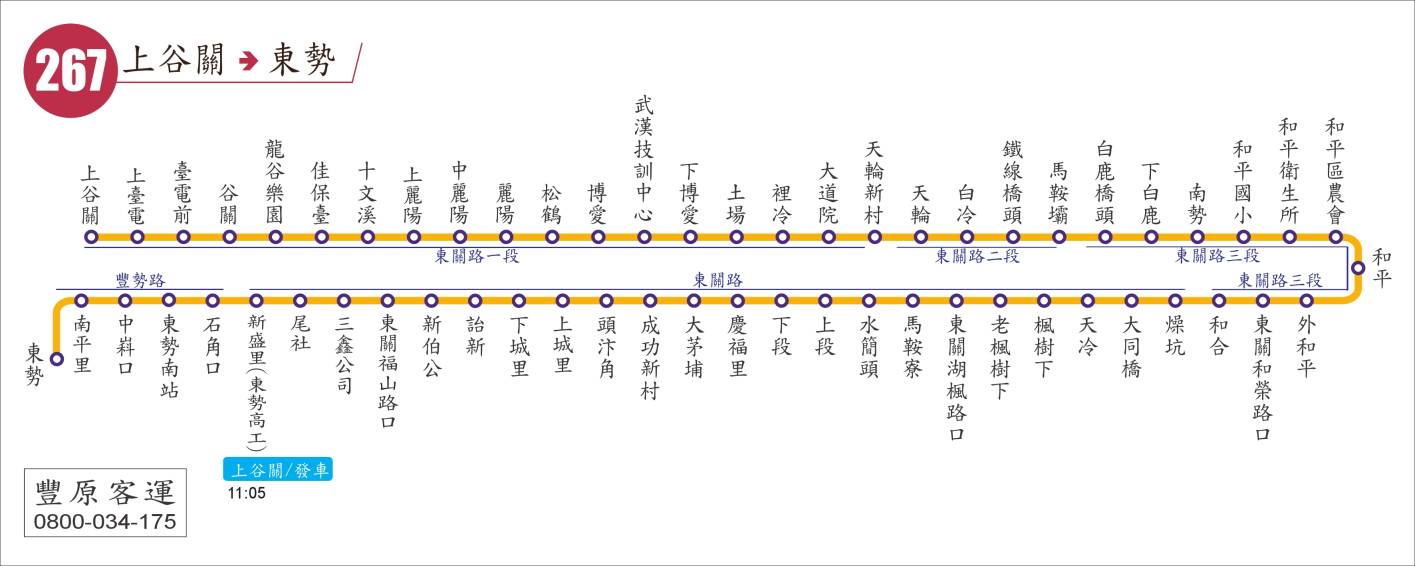 267 上谷關 ➔ 東勢
上谷關
上臺電
臺電前
谷關
龍谷樂園
佳保臺
十文溪
上麗陽
中麗陽
麗陽
松鶴
博愛
武漢技訓中心
下博愛
土場
裡冷
大道院
天輪新村
天輪
白冷
鐵線橋頭
馬鞍壩
白鹿橋頭
下白鹿
南勢
和平國小
和平衛生所
和平區農會
東關路一段
東關路二段
東關路三段
和平
豐勢路
東關路
東關路三段
外和平
東關和榮路口
和合
燥坑
大同橋
天冷
楓樹下
老楓樹下
東關湖楓路口
馬鞍寮
水簡頭
上段
下段
慶福里
大茅埔
成功新村
頭汴角
上城里
下城里
詒新
新伯公
東關福山路口
三鑫公司
尾社
新盛里(東勢高工)
石角口
東勢南站
中嵙口
南平里
東勢
上谷關/發車
11:05
豐原客運
0800-034-175